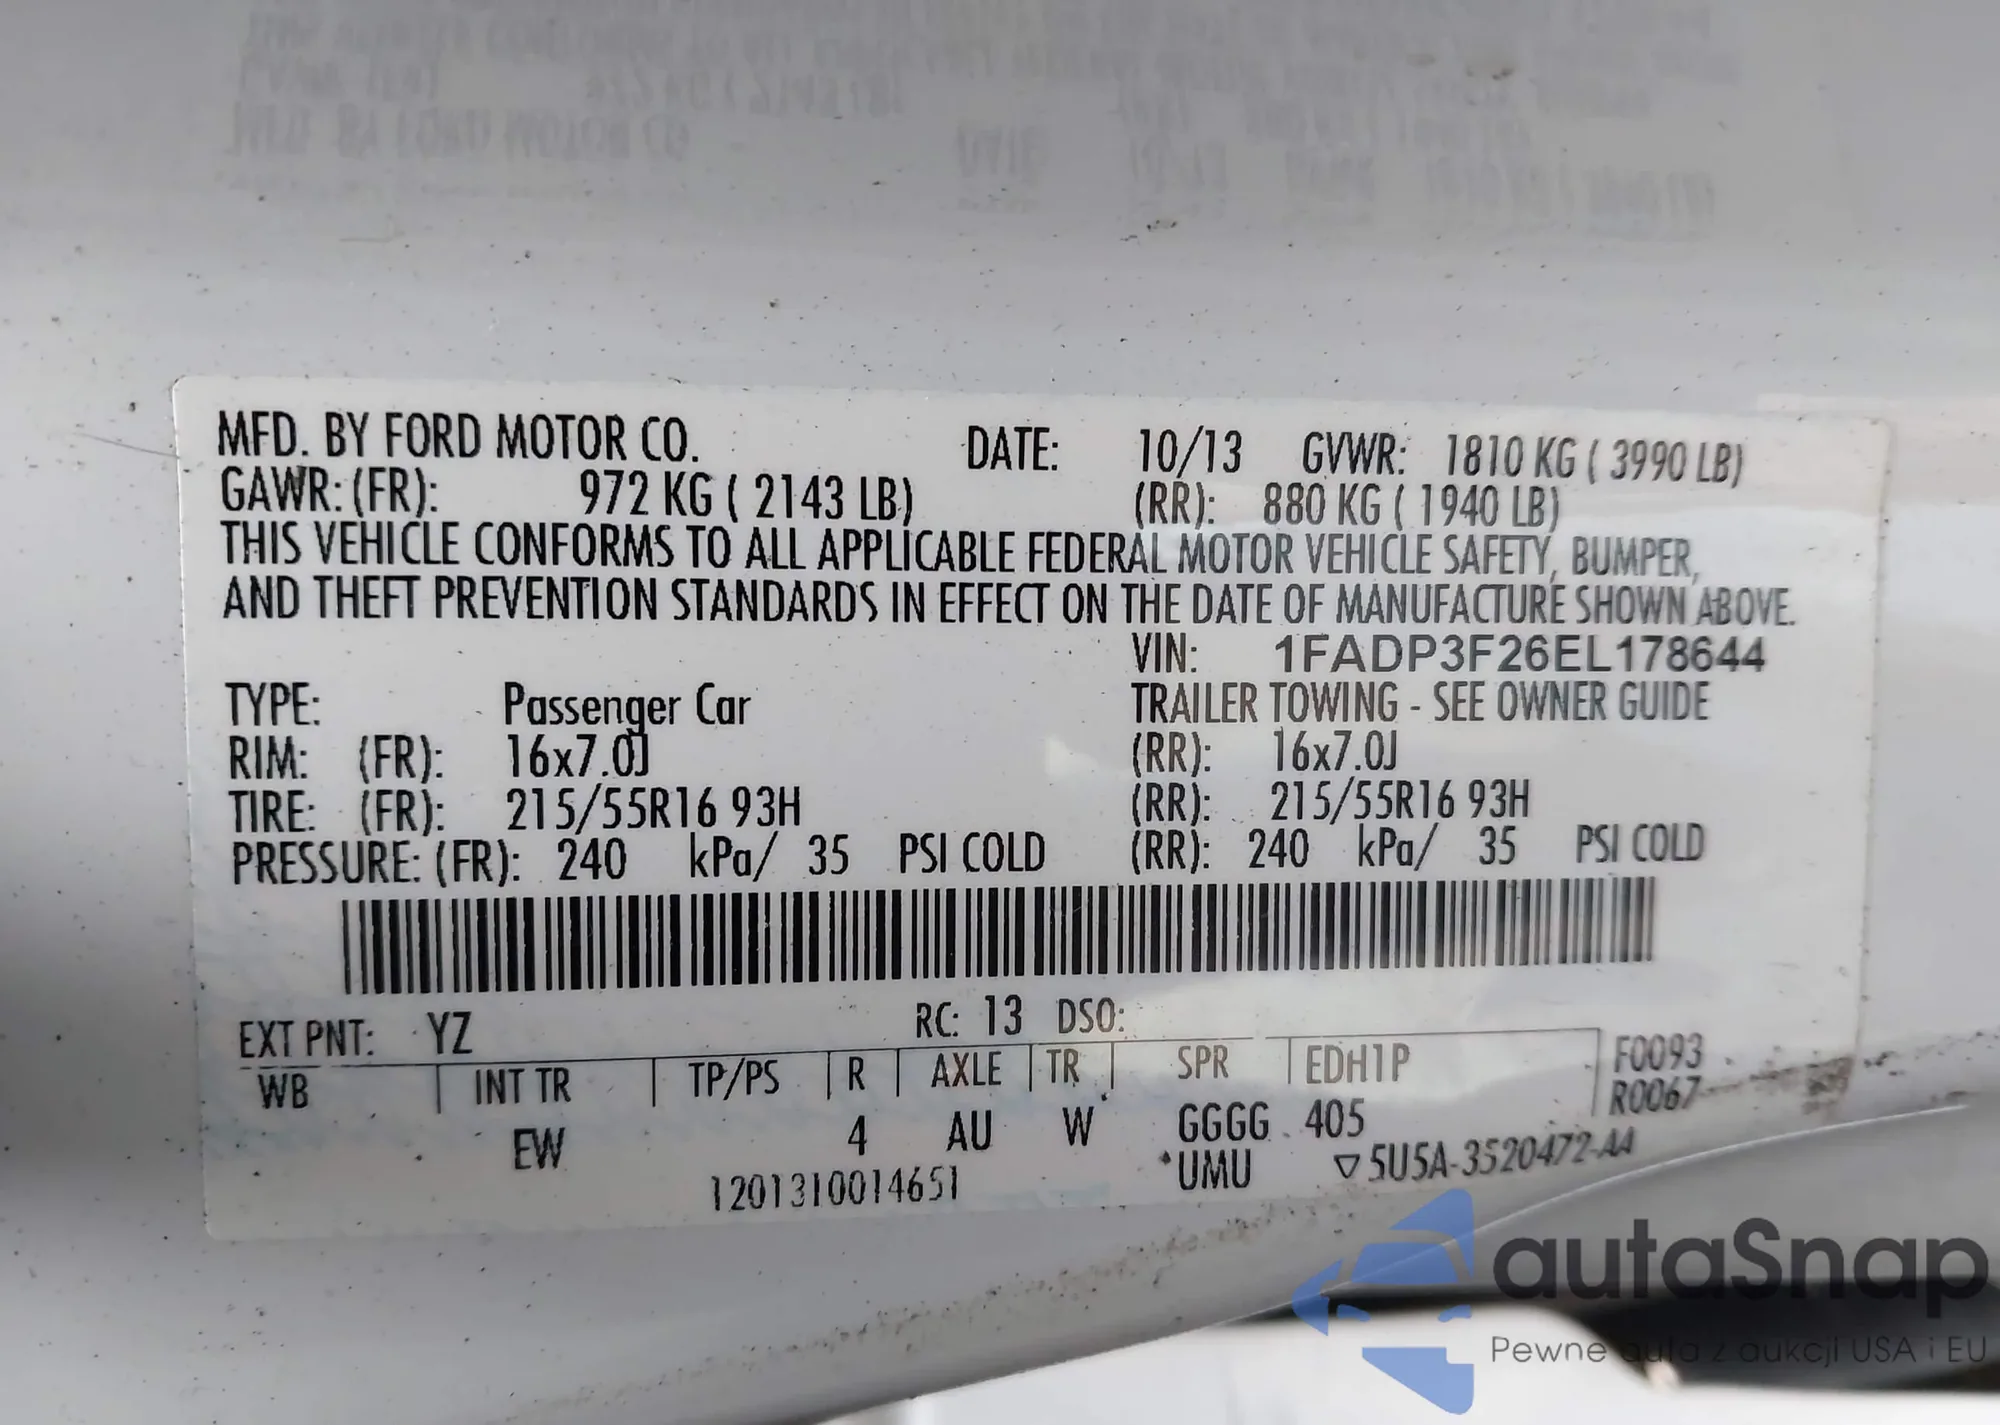 MFD. BY FORD MOTOR CO. DATE: 10/13 GVWR: 1810 KG ( 3990 LB)
GAWR: (FR): 972 KG ( 2143 LB) (RR): 880 KG ( 1940 LB)
THIS VEHICLE CONFORMS TO ALL APPLICABLE FEDERAL MOTOR VEHICLE SAFETY, BUMPER,
AND THEFT PREVENTION STANDARDS IN EFFECT ON THE DATE OF MANUFACTURE SHOWN ABOVE.
VIN: 1FADP3F26EL178644
TYPE: Passenger Car TRAILER TOWING - SEE OWNER GUIDE
RIM: (FR): 16x7.0J (RR): 16x7.0J
TIRE: (FR): 215/55R16 93H (RR): 215/55R16 93H
PRESSURE: (FR): 240 kPa/ 35 PSI COLD (RR): 240 kPa/ 35 PSI COLD
EXT PNT: YZ RC: 13 DSO:
WB INT TR TP/PS R AXLE TR SPR EDH1P F0093
R0067
EW 4 AU W GGGG 405
UMU ▽5U5A-3520472-AA
1201310014651
autaSnap
Pewne auta z aukcji USA i EU